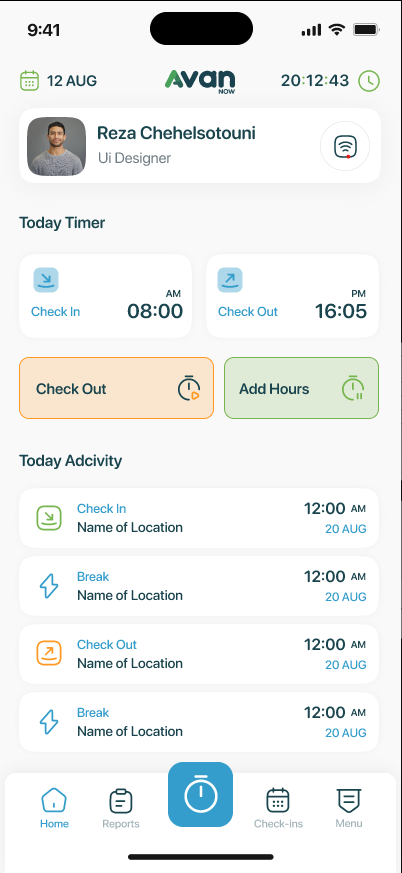 9:41
12 AUG
Avan
NOW
20:12:43
Reza Chehelsotouni
Ui Designer
Today Timer
AM
Check In 08:00
PM
Check Out 16:05
Check Out
Add Hours
Today Adcivity
Check In 12:00 AM
Name of Location 20 AUG
Break 12:00 AM
Name of Location 20 AUG
Check Out 12:00 AM
Name of Location 20 AUG
Break 12:00 AM
Name of Location 20 AUG
Home Reports Check-ins Menu